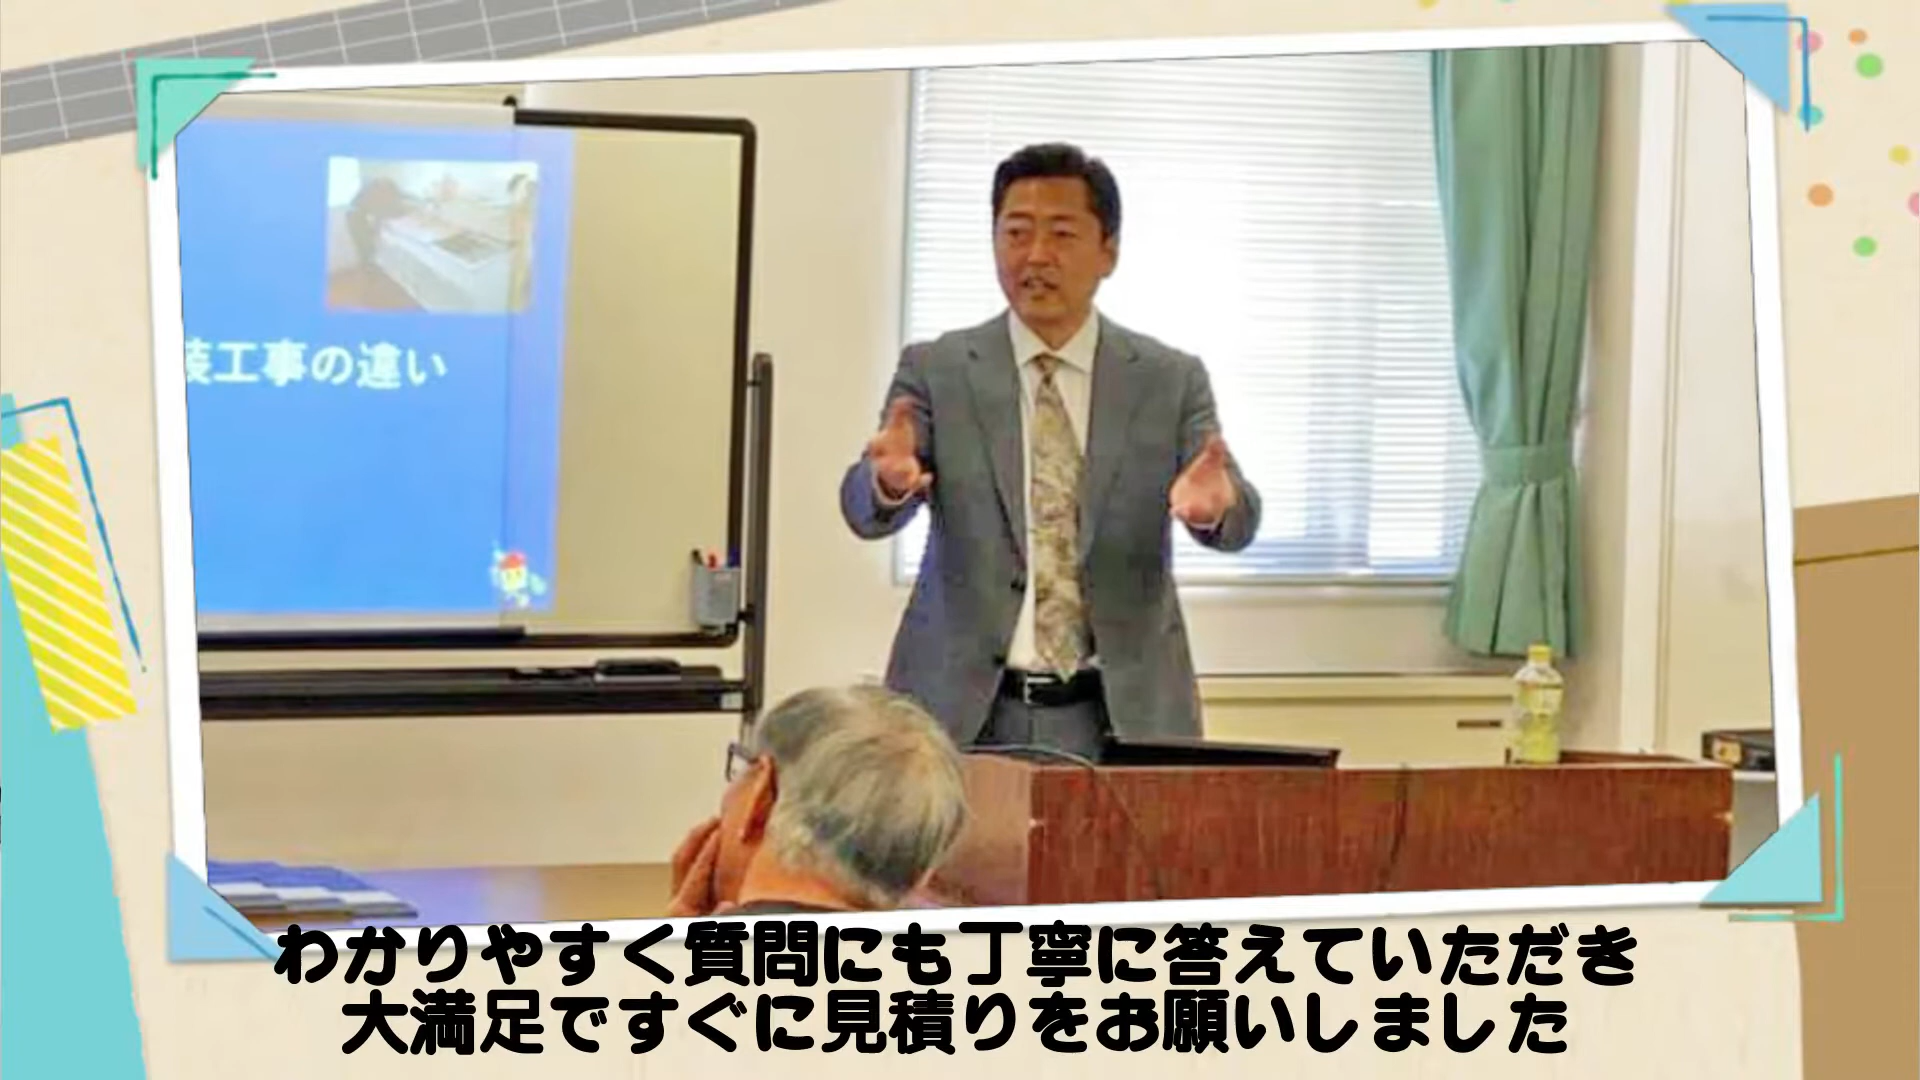 装工事の違い
わかりやすく質問にも丁寧に答えていただき
大満足ですぐに見積りをお願いしました